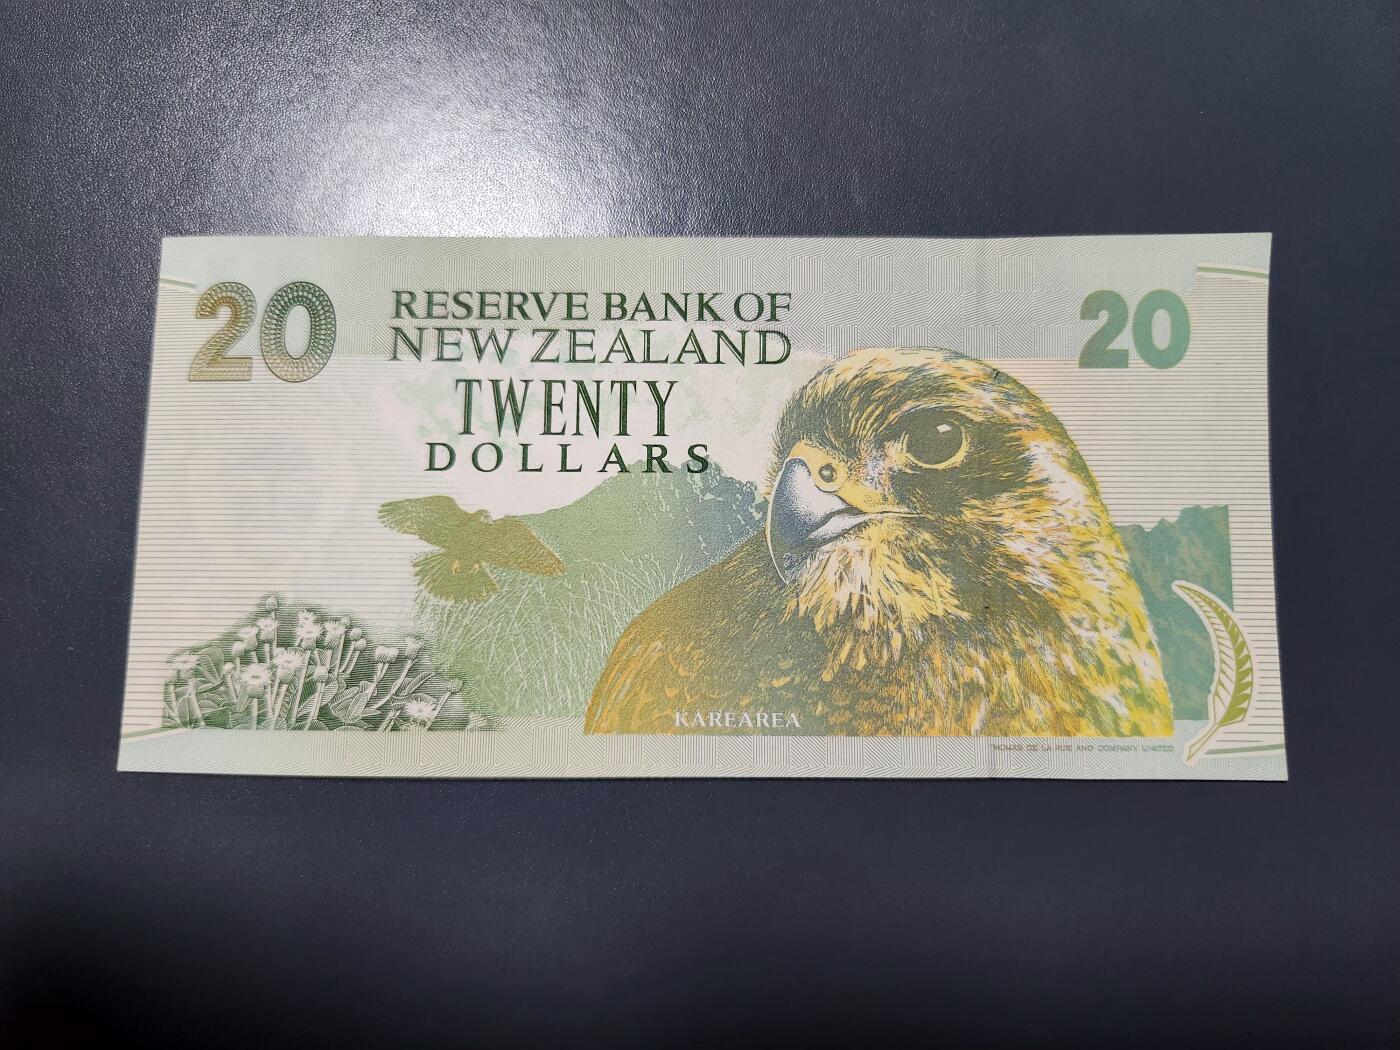 20
RESERVE BANK OF
NEW ZEALAND
TWENTY
DOLLARS
20
KAREAREA
THOMAS DE LA RUE AND COMPANY LIMITED